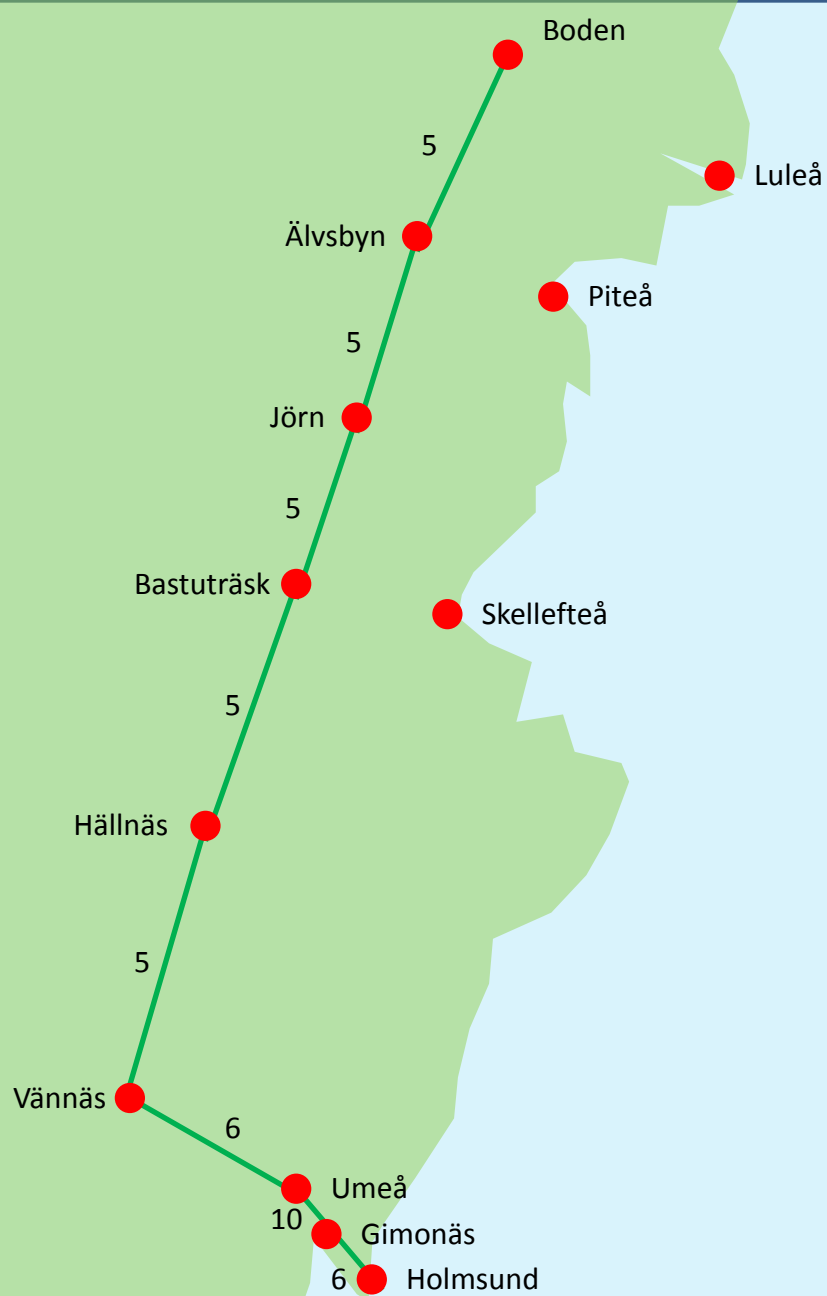 Boden
5
Luleå
Älvsbyn
Piteå
5
Jörn
5
Bastuträsk
Skellefteå
5
Hällnäs
5
Vännäs
6
Umeå
10
Gimonäs
6
Holmsund